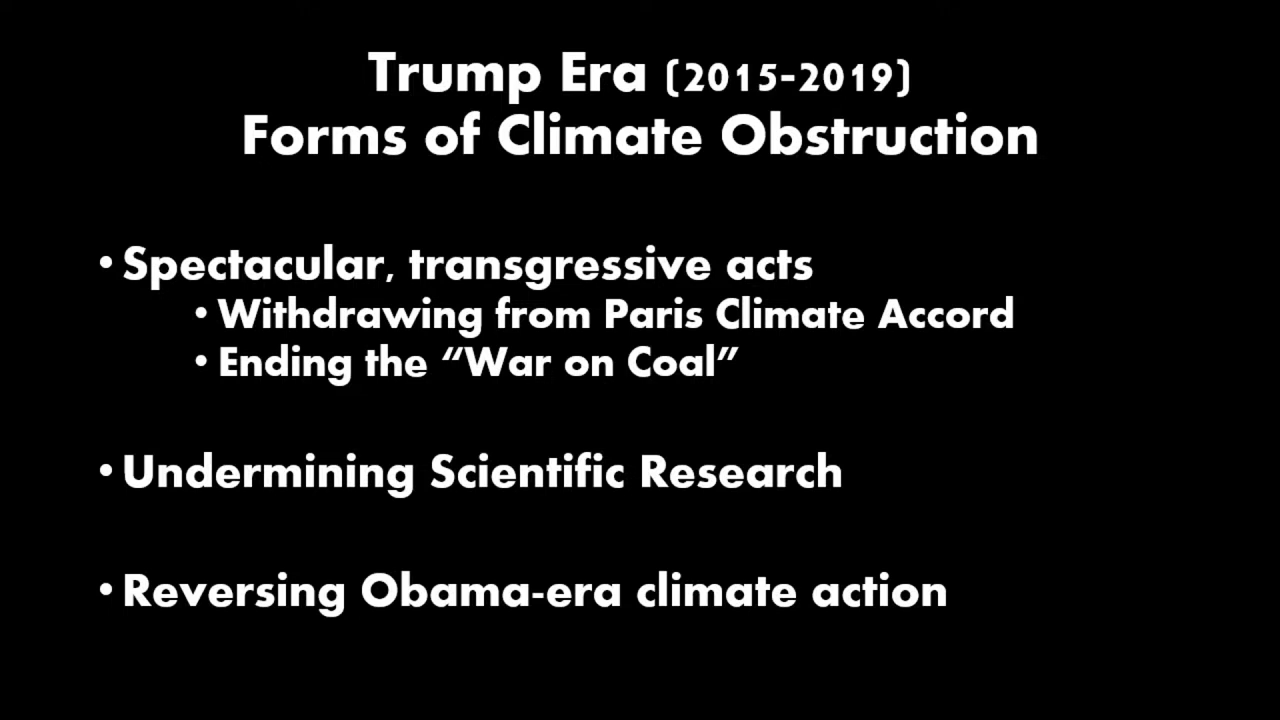 Trump Era (2015-2019)
Forms of Climate Obstruction
• Spectacular, transgressive acts
• Withdrawing from Paris Climate Accord
• Ending the “War on Coal”
• Undermining Scientific Research
• Reversing Obama-era climate action